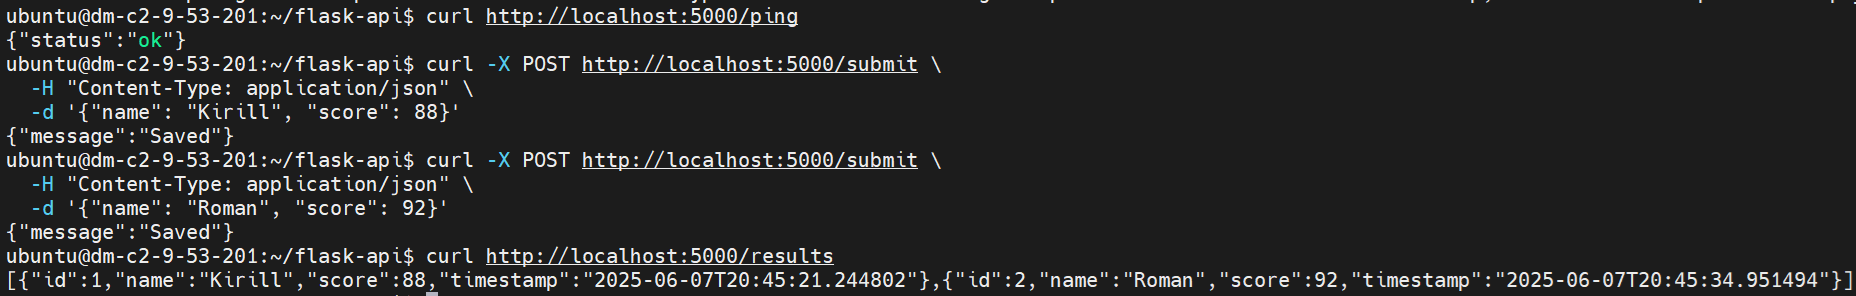 ubuntu@dm-c2-9-53-201:~/flask-api$ curl http://localhost:5000/ping
{"status":"ok"}
ubuntu@dm-c2-9-53-201:~/flask-api$ curl -X POST http://localhost:5000/submit \
  -H "Content-Type: application/json" \
  -d '{"name": "Kirill", "score": 88}'
{"message":"Saved"}
ubuntu@dm-c2-9-53-201:~/flask-api$ curl -X POST http://localhost:5000/submit \
  -H "Content-Type: application/json" \
  -d '{"name": "Roman", "score": 92}'
{"message":"Saved"}
ubuntu@dm-c2-9-53-201:~/flask-api$ curl http://localhost:5000/results
[{"id":1,"name":"Kirill","score":88,"timestamp":"2025-06-07T20:45:21.244802"},{"id":2,"name":"Roman","score":92,"timestamp":"2025-06-07T20:45:34.951494"}]